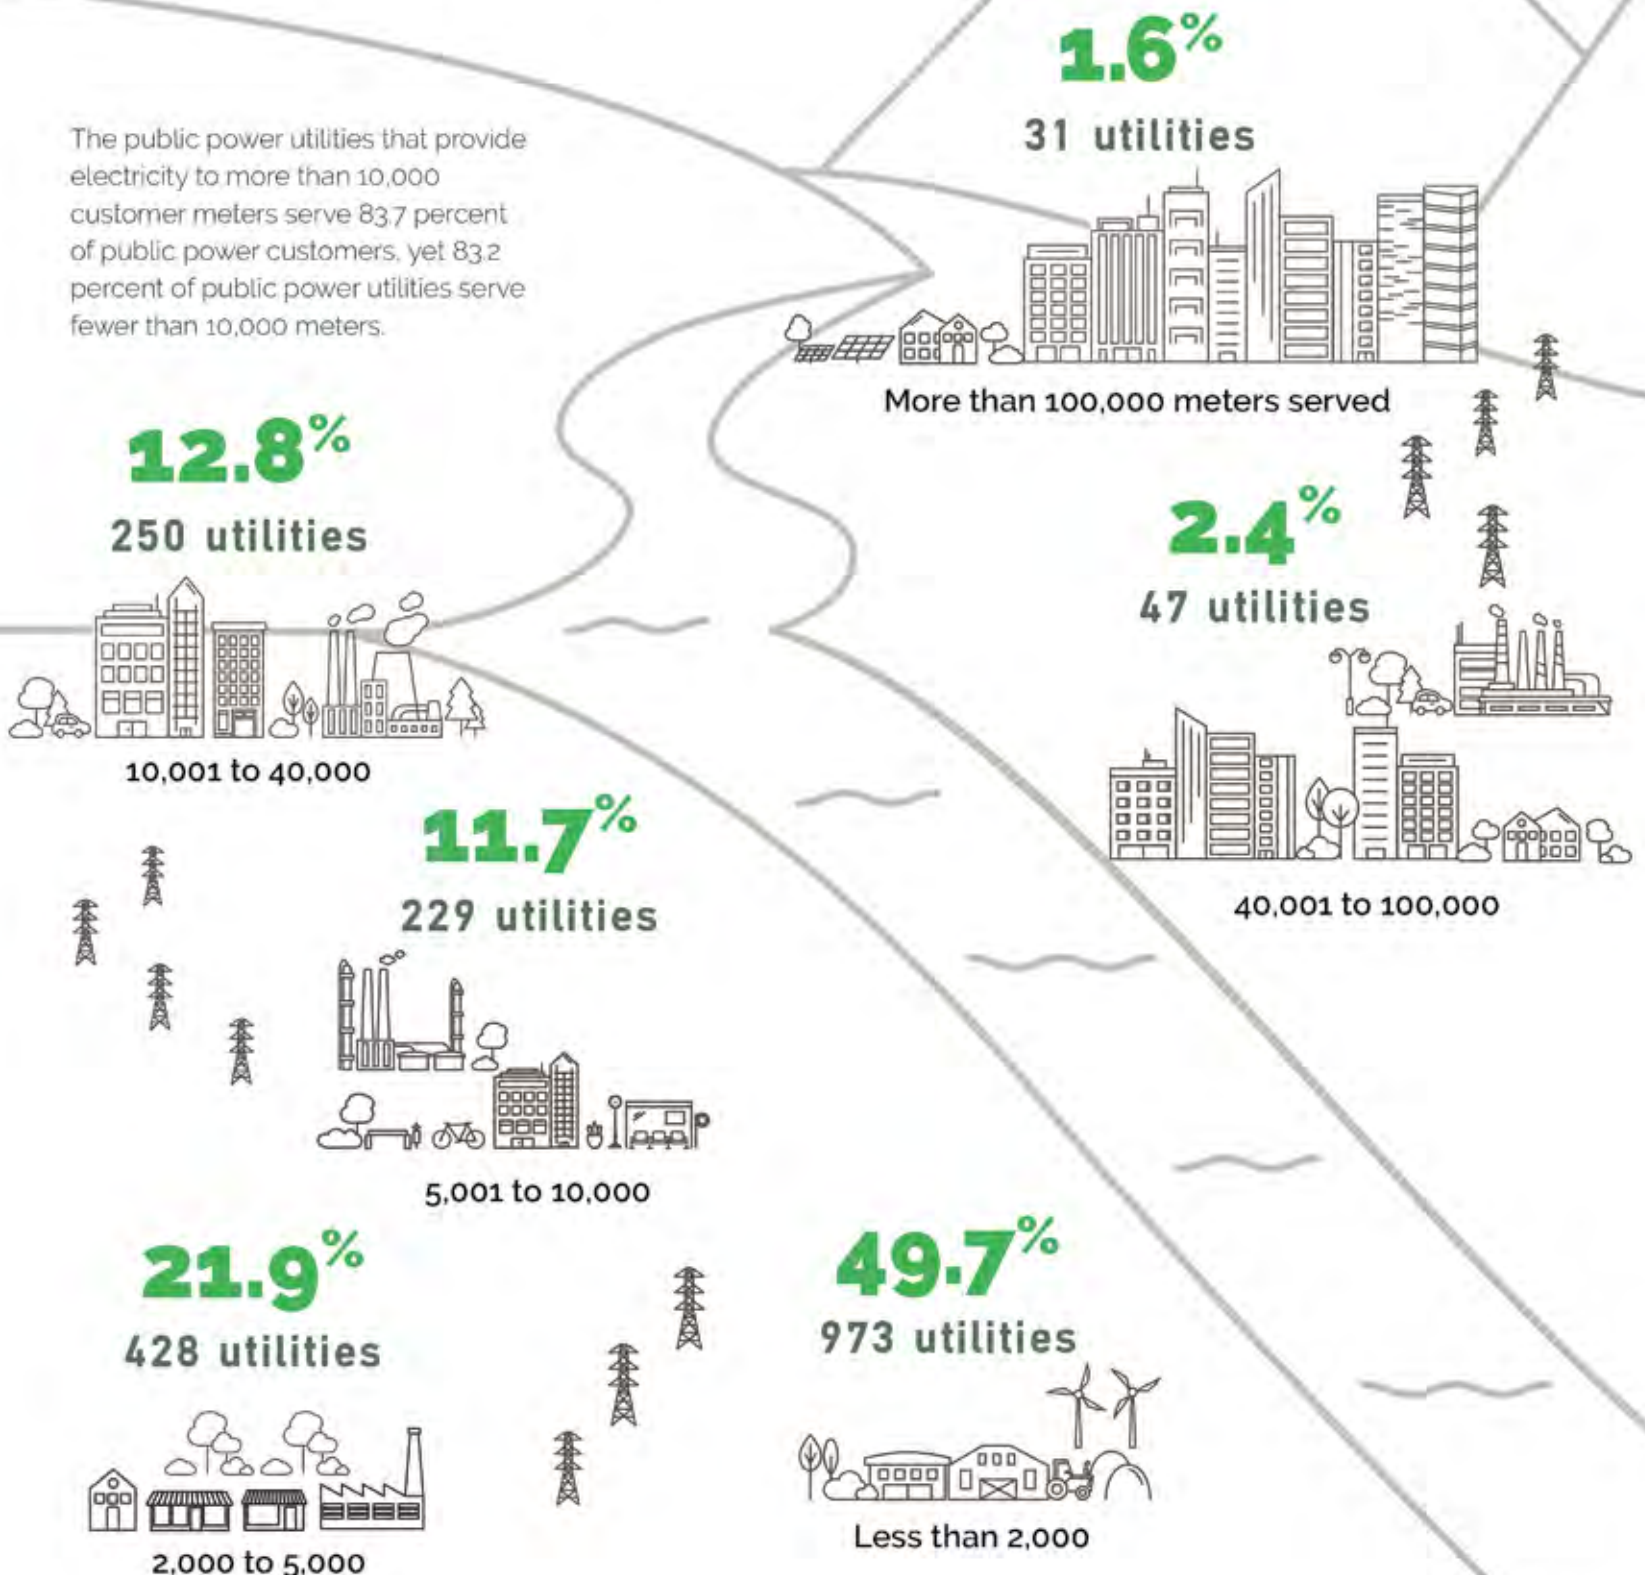 The public power utilities that provide
electricity to more than 10,000
customer meters serve 83.7 percent
of public power customers, yet 83.2
percent of public power utilities serve
fewer than 10,000 meters.
1.6%
31 utilities
More than 100,000 meters served
12.8%
250 utilities
10,001 to 40,000
2.4%
47 utilities
40,001 to 100,000
11.7%
229 utilities
5,001 to 10,000
21.9%
428 utilities
2,000 to 5,000
49.7%
973 utilities
Less than 2,000